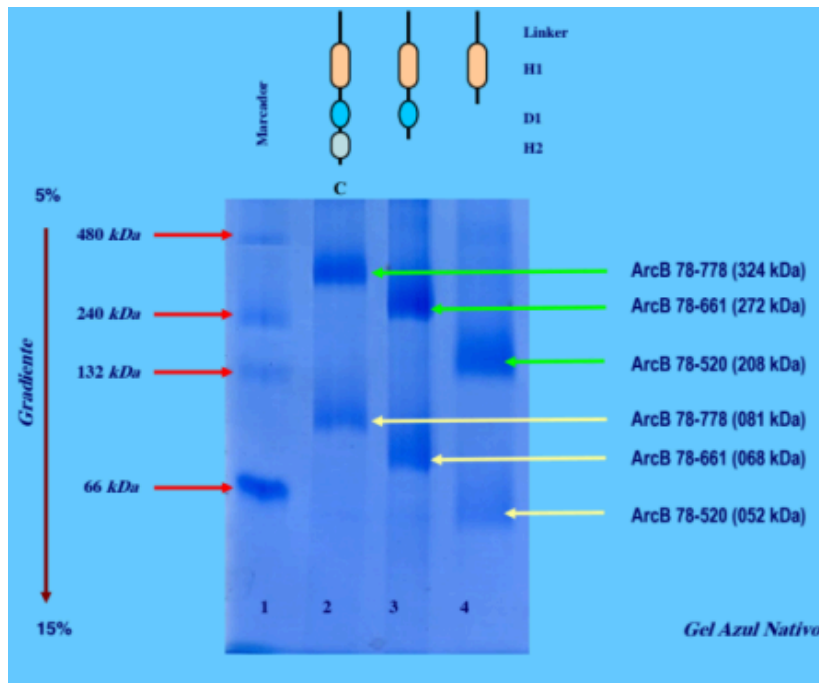 Linker
H1
D1
H2
Marcador
C
5%
480 kDa
240 kDa
132 kDa
66 kDa
Gradiente
15%
ArcB 78-778 (324 kDa)
ArcB 78-661 (272 kDa)
ArcB 78-520 (208 kDa)
ArcB 78-778 (081 kDa)
ArcB 78-661 (068 kDa)
ArcB 78-520 (052 kDa)
1 2 3 4
Gel Azul Nativo